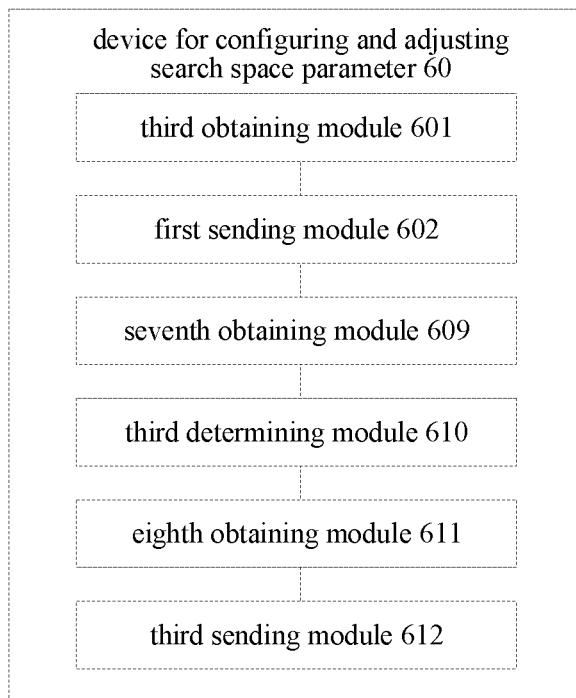 device for configuring and adjusting
search space parameter 60
third obtaining module 601
first sending module 602
seventh obtaining module 609
third determining module 610
eighth obtaining module 611
third sending module 612